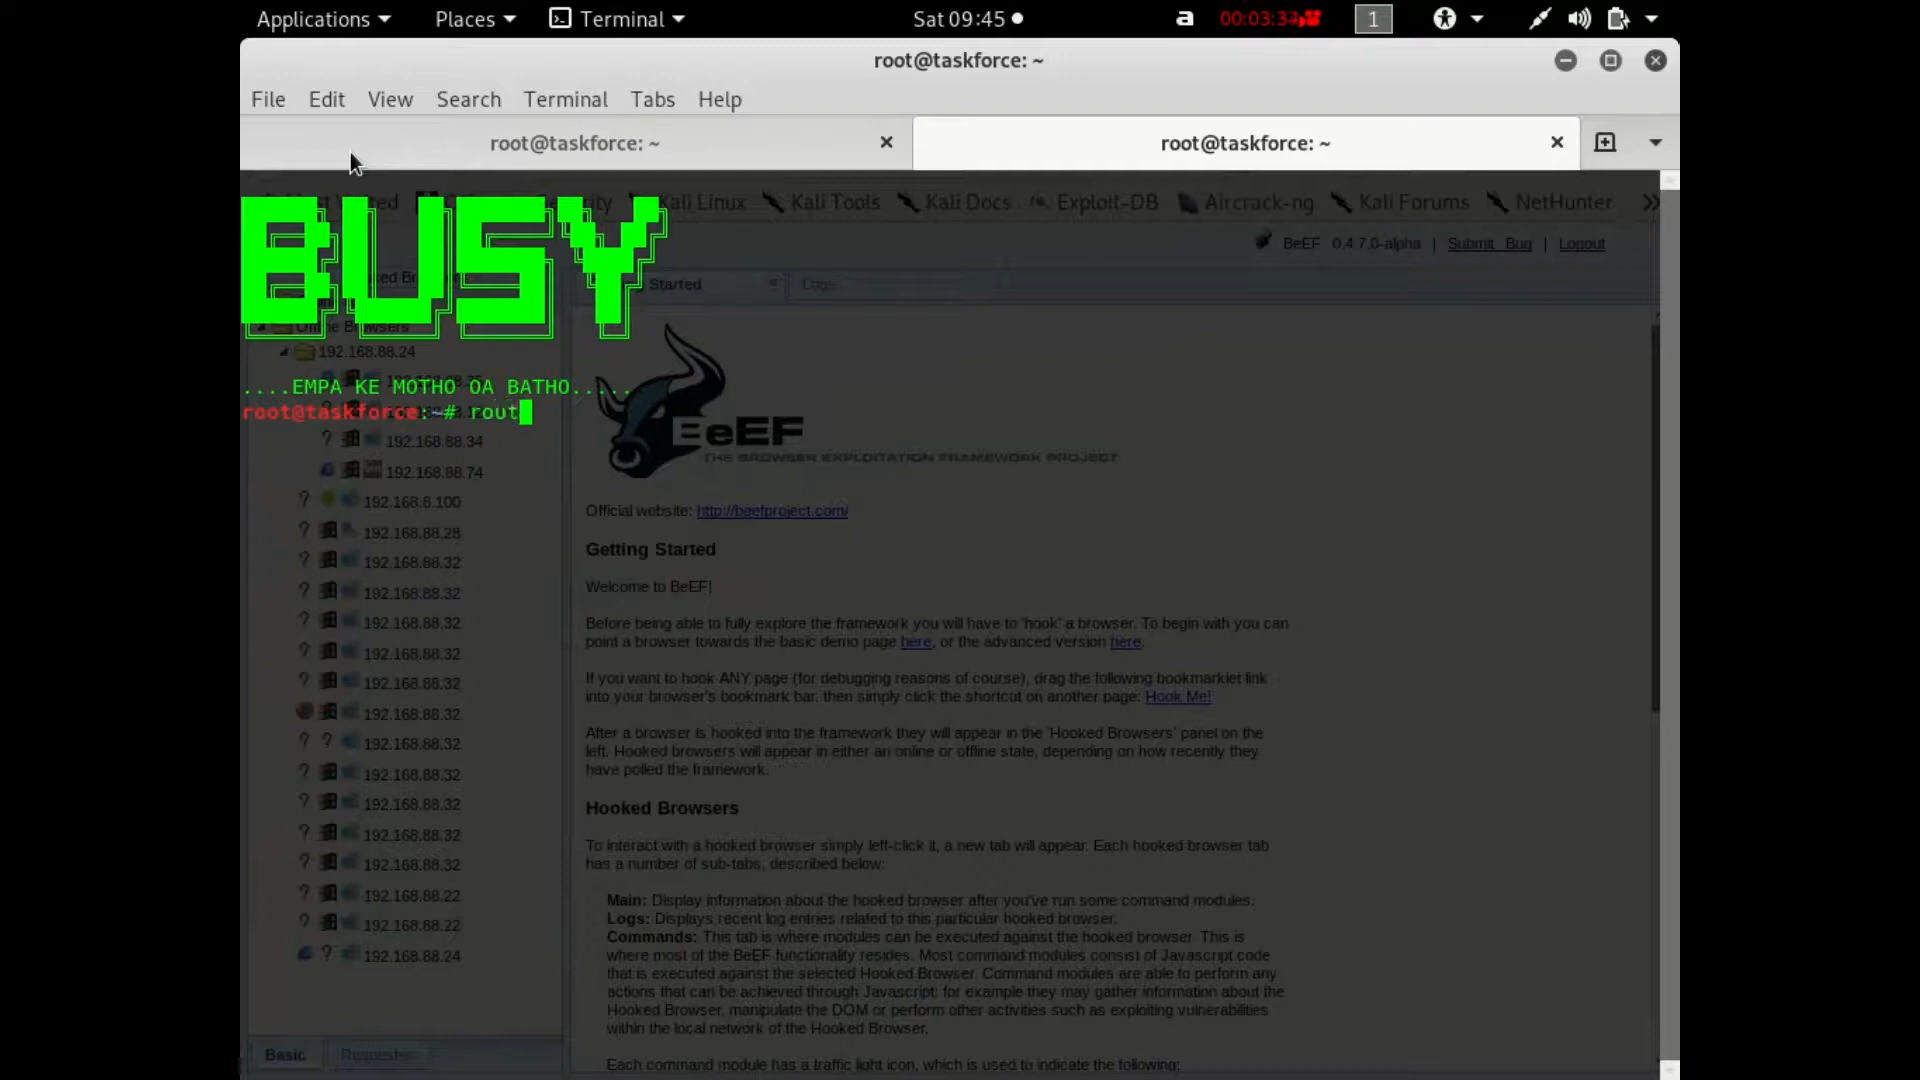 Applications
Places
Terminal
Sat 09:45
a
1
root@taskforce: ~
File
Edit
View
Search
Terminal
Tabs
Help
root@taskforce: ~
root@taskforce: ~
Kali Linux
Kali Tools
Kali Docs
Exploit-DB
Aircrack-ng
Kali Forums
NetHunter
BUSY
BeEF 0.4.7.0-alpha | Submit Bug | Logout
Started
Logs
Browsers
192.168.88.24
....EMPA KE MOTHO OA BATHO.....
root@taskforce:~# rout
192.168.88.34
192.168.88.74
192.168.8.100
192.168.88.28
192.168.88.32
192.168.88.32
192.168.88.32
192.168.88.32
192.168.88.32
192.168.88.32
192.168.88.32
192.168.88.32
192.168.88.32
192.168.88.32
192.168.88.32
192.168.88.22
192.168.88.22
192.168.88.24
Basic
Requester
BeEF
THE BROWSER EXPLOITATION FRAMEWORK PROJECT
Official website: http://beefproject.com/
Getting Started
Welcome to BeEF!
Before being able to fully explore the framework you will have to 'hook' a browser. To begin with you can
point a browser towards the basic demo page here, or the advanced version here.
If you want to hook ANY page (for debugging reasons of course), drag the following bookmarklet link
into your browser's bookmark bar, then simply click the shortcut on another page: Hook Me!
After a browser is hooked into the framework they will appear in the 'Hooked Browsers' panel on the
left. Hooked browsers will appear in either an online or offline state, depending on how recently they
have polled the framework.
Hooked Browsers
To interact with a hooked browser simply left-click it, a new tab will appear. Each hooked browser tab
has a number of sub-tabs, described below:
Main: Display information about the hooked browser after you've run some command modules.
Logs: Displays recent log entries related to this particular hooked browser.
Commands: This tab is where modules can be executed against the hooked browser. This is
where most of the BeEF functionality resides. Most command modules consist of Javascript code
that is executed against the selected Hooked Browser. Command modules are able to perform any
actions that can be achieved through Javascript: for example they may gather information about the
Hooked Browser, manipulate the DOM or perform other activities such as exploiting vulnerabilities
within the local network of the Hooked Browser.
Each command module has a traffic light icon, which is used to indicate the following: